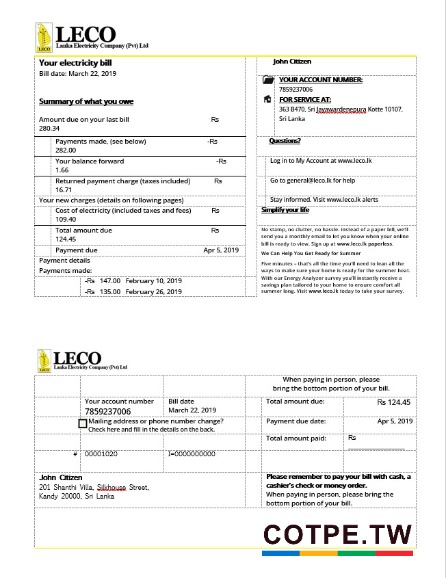 LECO
Lanka Electricity Company (Pvt) Ltd
Your electricity bill
Bill date: March 22, 2019
Summary of what you owe
Amount due on your last bill Rs
280.34
Payments made, (see below) -Rs
282.00
Your balance forward -Rs
1.66
Returned payment charge (taxes included) Rs
16.71
Your new charges (details on following pages)
Cost of electricity (included taxes and fees) Rs
109.40
Total amount due Rs
124.45
Payment due Apr 5, 2019
Payment details
Payments made:
-Rs 147.00 February 10, 2019
-Rs 135.00 February 26, 2019
John Citizen
YOUR ACCOUNT NUMBER:
7859237006
FOR SERVICE AT:
363 B470, Sri Jayawardenepura Kotte 10107,
Sri Lanka
Questions?
Log in to My Account at www.leco.lk
Go to general@leco.lk for help
Stay informed. Visit www.leco.lk alerts
Simplify your life
No stamp, no clutter, no hassle. Instead of a paper bill, we'll
send you a monthly email to let you know when your online
bill is ready to view. Sign up at www.leco.lk paperless.
We Can Help You Get Ready for Summer
Five minutes – that's all the time you'll need to lean all the
ways to make sure your home is ready for the summer heat.
With our Energy Analyzer survey you'll instantly receive a
savings plan tailored to your home to ensure comfort all
summer long. Visit www.leco.lk today to take your survey.
LECO
Lanka Electricity Company (Pvt) Ltd
When paying in person, please
bring the bottom portion of your bill.
Your account number Bill date
7859237006 March 22, 2019
Mailing address or phone number change?
Check here and fill in the details on the back.
Total amount due: Rs 124.45
Payment due date: Apr 5, 2019
Total amount paid: Rs
# 00001020 I=0000000000
John Citizen
201 Shanthi Villa, Silkhouse Street,
Kandy 20000, Sri Lanka
Please remember to pay your bill with cash, a
cashier's check or money order.
When paying in person, please bring the
bottom portion of your bill.
COTPE.TW